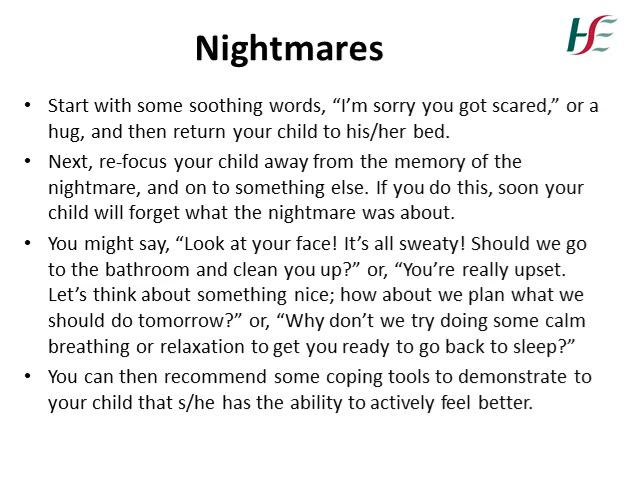 Nightmares
HSE
• Start with some soothing words, “I’m sorry you got scared,” or a
hug, and then return your child to his/her bed.
• Next, re-focus your child away from the memory of the
nightmare, and on to something else. If you do this, soon your
child will forget what the nightmare was about.
• You might say, “Look at your face! It’s all sweaty! Should we go
to the bathroom and clean you up?” or, “You’re really upset.
Let’s think about something nice; how about we plan what we
should do tomorrow?” or, “Why don’t we try doing some calm
breathing or relaxation to get you ready to go back to sleep?”
• You can then recommend some coping tools to demonstrate to
your child that s/he has the ability to actively feel better.